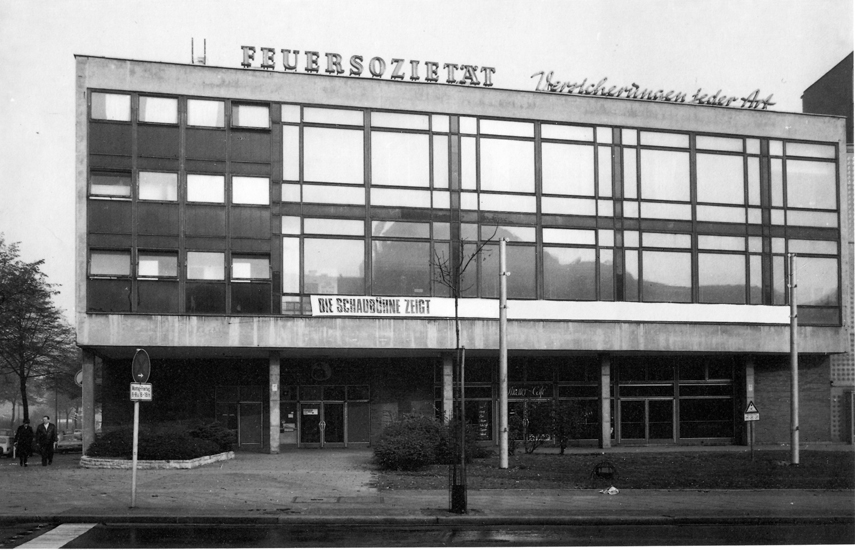 FEUERSOZIETÄT
Versicherungen jeder Art
DIE SCHAUBÜHNE ZEIGT